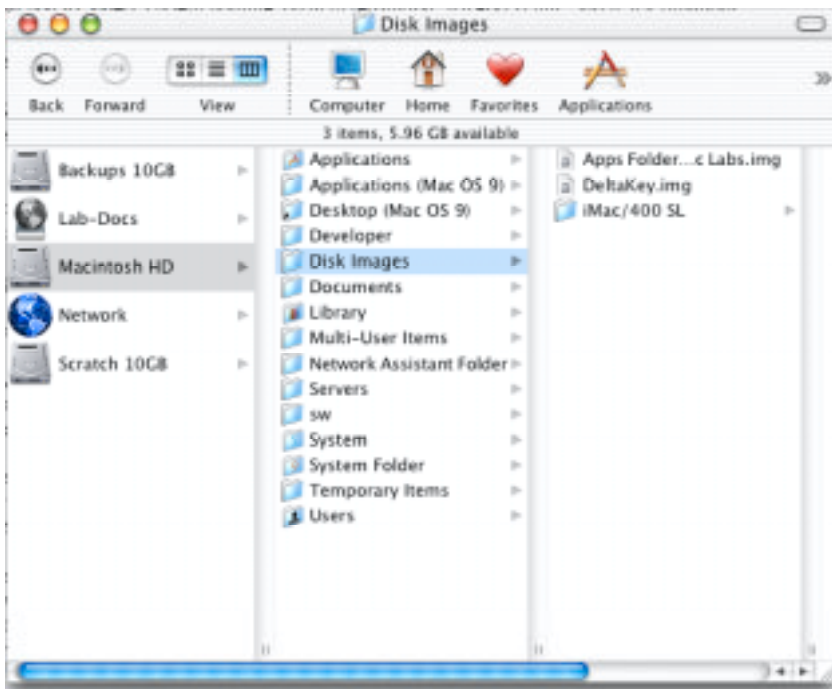 Disk Images
Back Forward View Computer Home Favorites Applications
3 items, 5.96 GB available
Backups 10GB
Lab-Docs
Macintosh HD
Network
Scratch 10GB
Applications
Applications (Mac OS 9)
Desktop (Mac OS 9)
Developer
Disk Images
Documents
Library
Multi-User Items
Network Assistant Folder
Servers
sw
System
System Folder
Temporary Items
Users
Apps Folder...c Labs.img
DeltaKey.img
iMac/400 SL